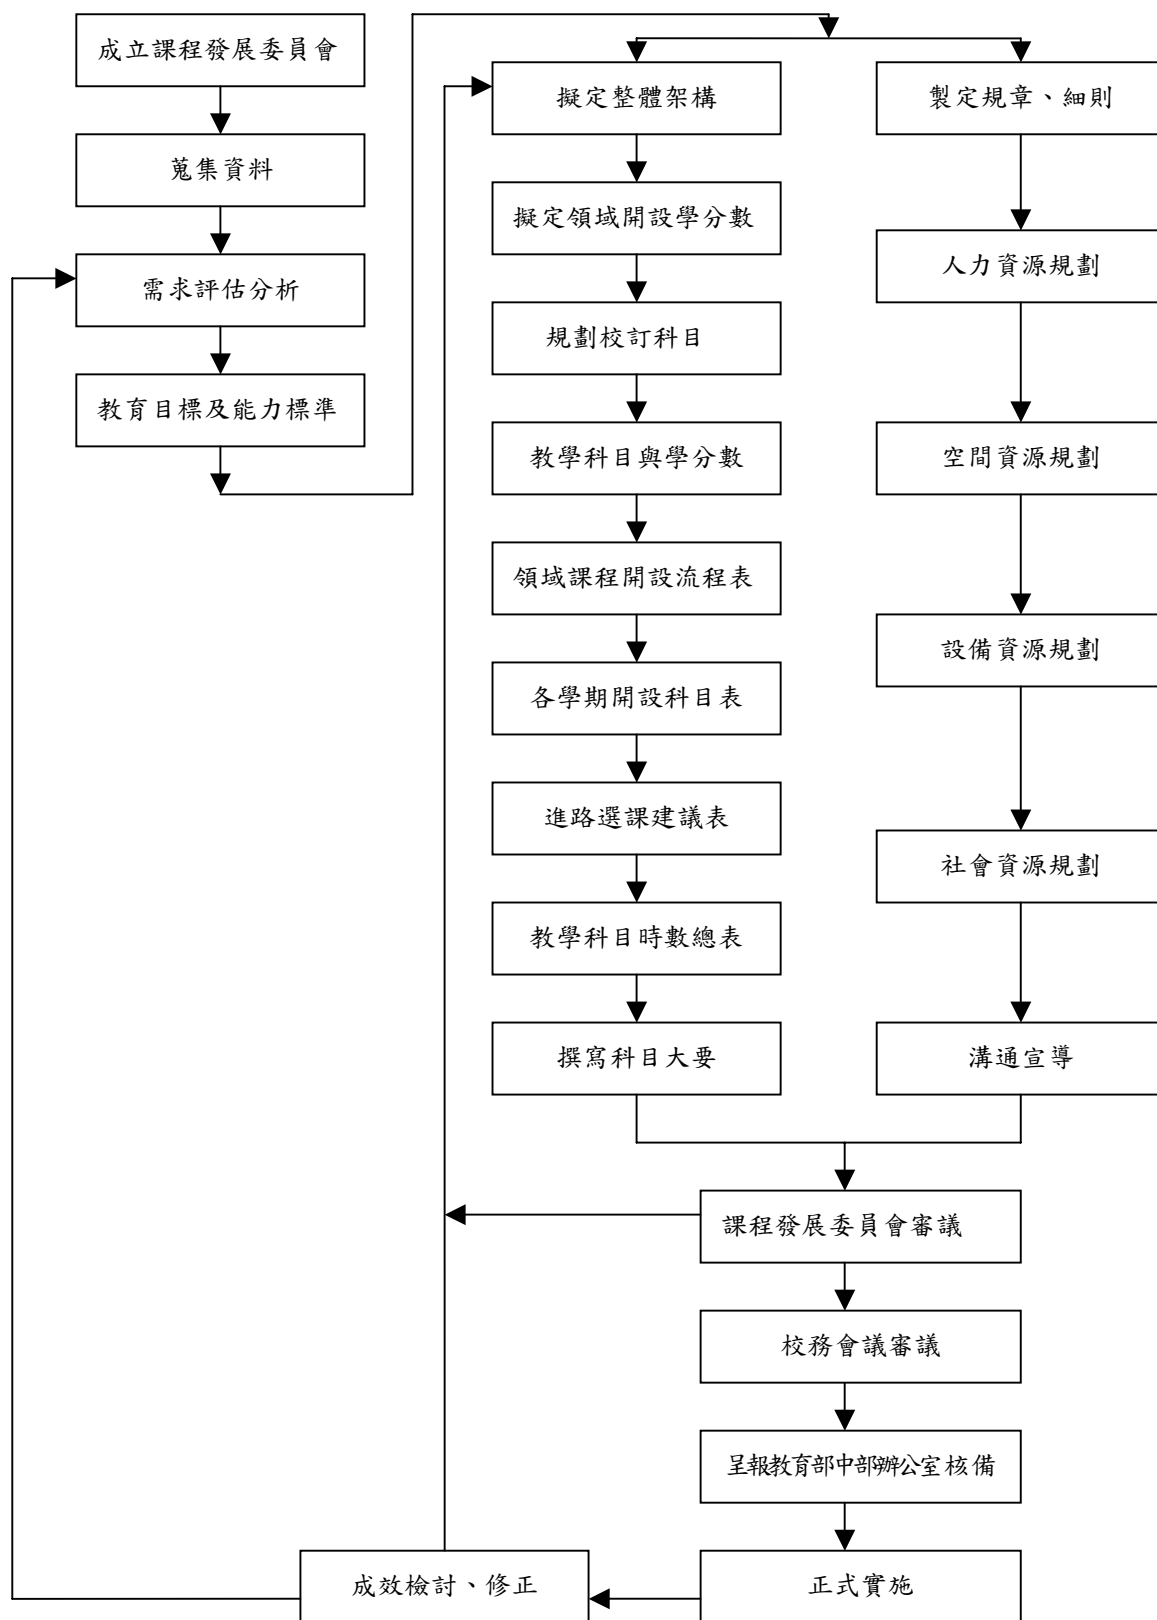 成立課程發展委員會
蒐集資料
需求評估分析
教育目標及能力標準
擬定整體架構
擬定領域開設學分數
規劃校訂科目
教學科目與學分數
領域課程開設流程表
各學期開設科目表
進路選課建議表
教學科目時數總表
撰寫科目大要
製定規章、細則
人力資源規劃
空間資源規劃
設備資源規劃
社會資源規劃
溝通宣導
課程發展委員會審議
校務會議審議
呈報教育部中部辦公室核備
正式實施
成效檢討、修正